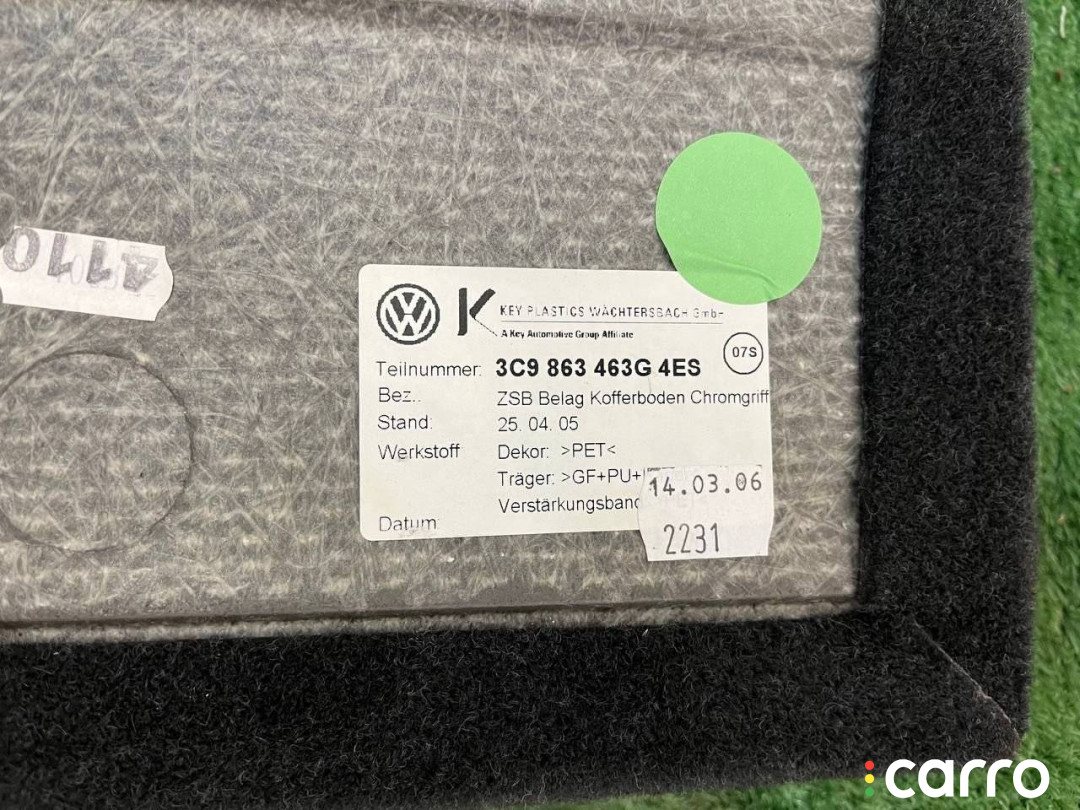 4110
KEY PLASTICS WÄCHTERSBACH GmbH
A Key Automotive Group Affiliate
07S
Teilnummer: 3C9 863 463G 4ES
Bez.: ZSB Belag Kofferboden Chromgriff
Stand: 25. 04. 05
Werkstoff Dekor: >PET<
Träger: >GF+PU+
Verstärkungsband
14.03.06
Datum
2231
carro